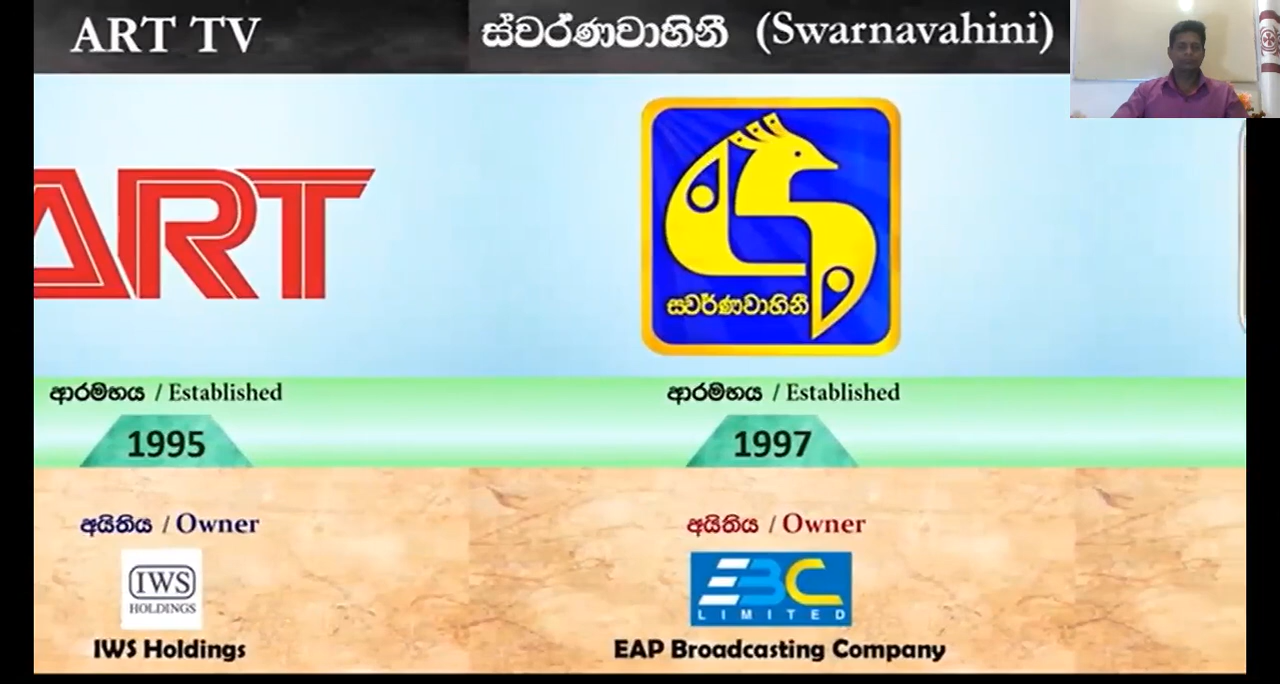 ART TV
ස්වර්ණවාහිනී (Swarnavahini)
ART
ස්වර්ණවාහිනී
ආරම්භය / Established
ආරම්භය / Established
1995
1997
අයිතිය / Owner
අයිතිය / Owner
IWS
HOLDINGS
EBC
LIMITED
IWS Holdings
EAP Broadcasting Company